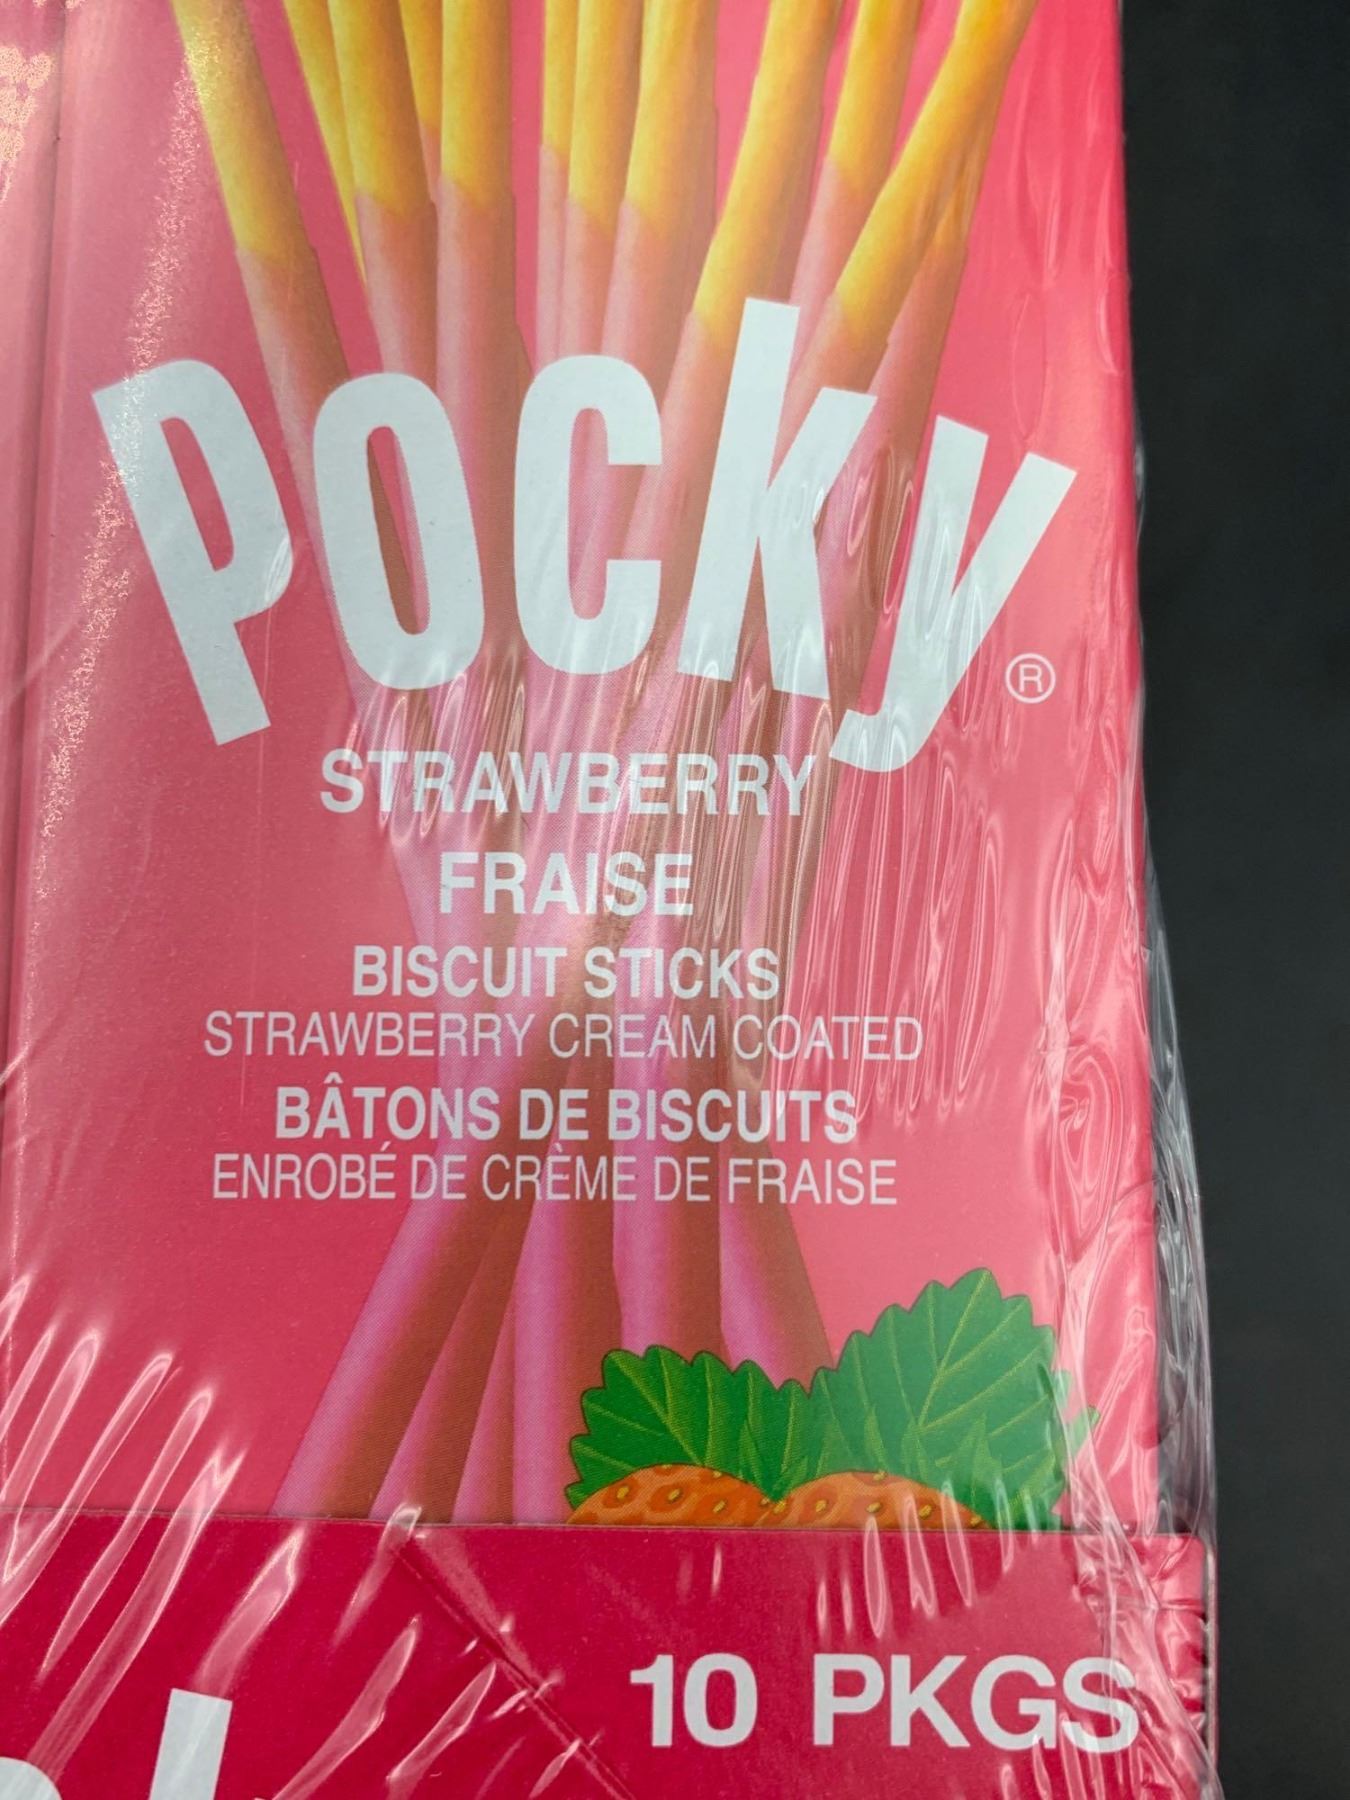 Pocky®
STRAWBERRY
FRAISE
BISCUIT STICKS
STRAWBERRY CREAM COATED
BÂTONS DE BISCUITS
ENROBÉ DE CRÈME DE FRAISE
10 PKGS